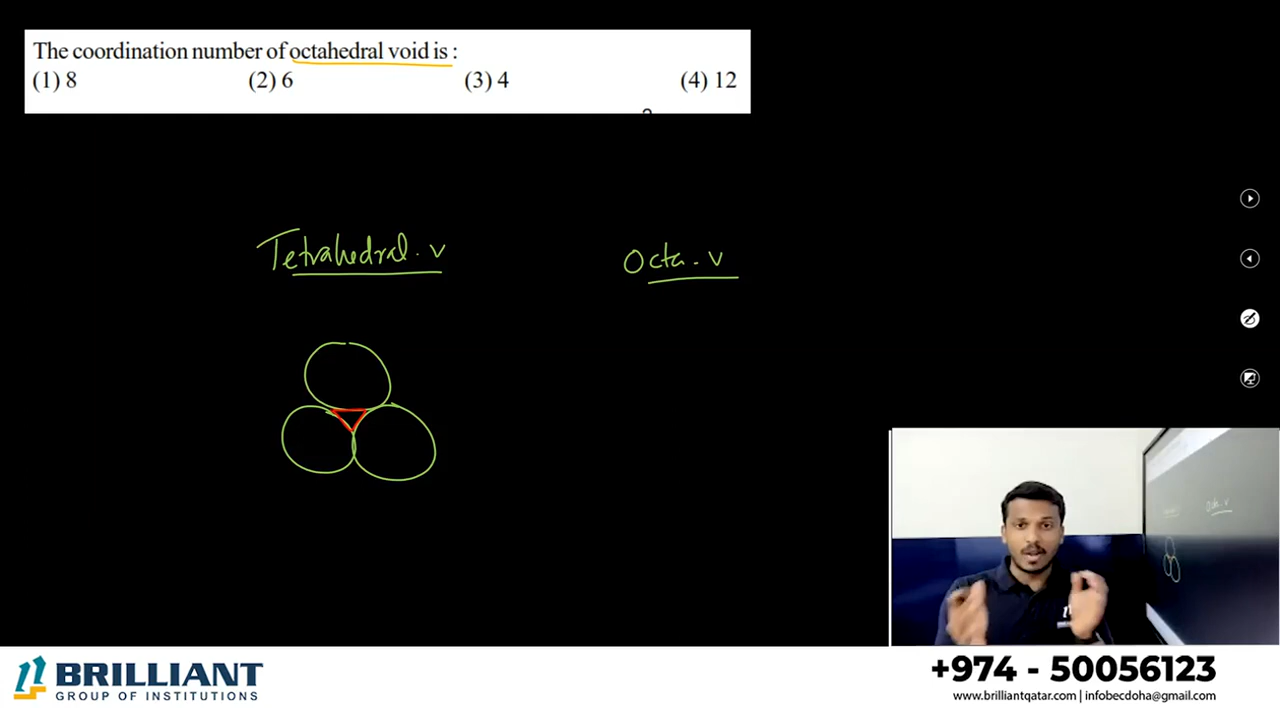 The coordination number of octahedral void is :
(1) 8 (2) 6 (3) 4 (4) 12
Tetrahedral. v
Octa. v
Octa. v
BRILLIANT
GROUP OF INSTITUTIONS
+974 - 50056123
www.brilliantqatar.com | infobecdoha@gmail.com